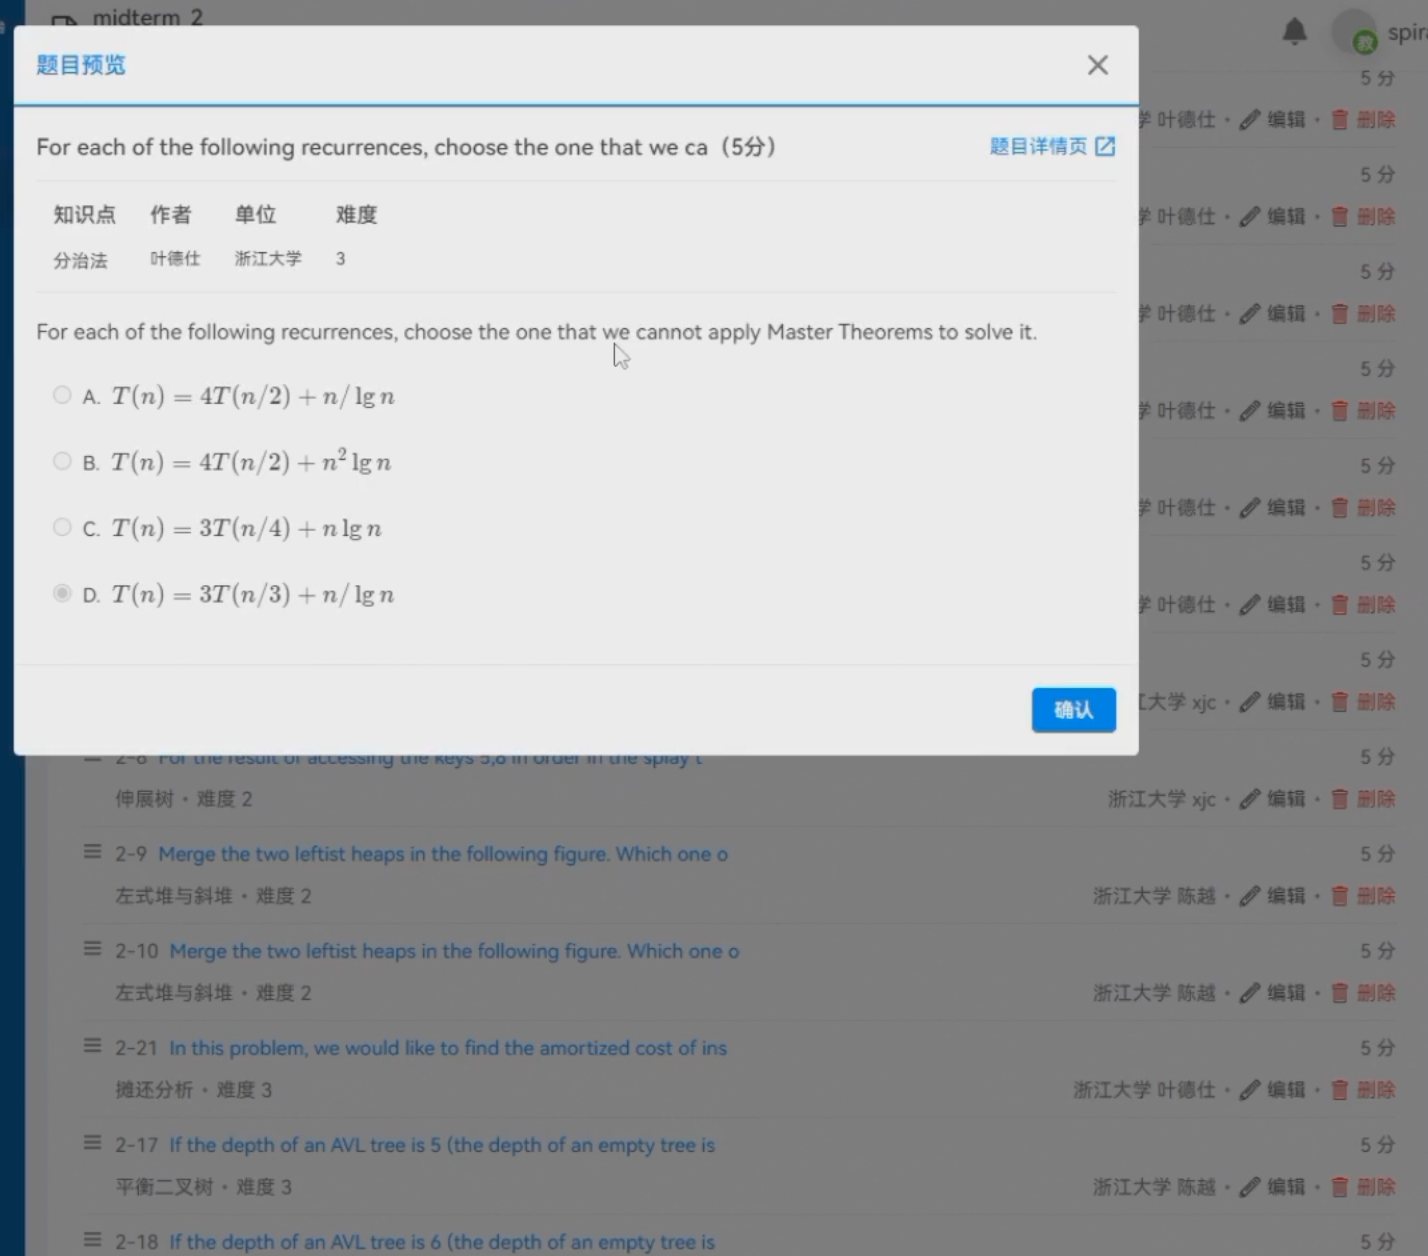 midterm_2
题目预览
For each of the following recurrences, choose the one that we ca（5分）
题目详情页
知识点 作者 单位 难度
分治法 叶德仕 浙江大学 3
For each of the following recurrences, choose the one that we cannot apply Master Theorems to solve it.
A. T(n) = 4T(n/2) + n/ lg n
B. T(n) = 4T(n/2) + n² lg n
C. T(n) = 3T(n/4) + n lg n
D. T(n) = 3T(n/3) + n/ lg n
确认
5 分
叶德仕 · 编辑 · 删除
5 分
叶德仕 · 编辑 · 删除
5 分
叶德仕 · 编辑 · 删除
5 分
叶德仕 · 编辑 · 删除
5 分
叶德仕 · 编辑 · 删除
5 分
叶德仕 · 编辑 · 删除
5 分
大学 xjc · 编辑 · 删除
2-8 For the result of accessing the keys 5,8 in order in the splay t 5 分
伸展树 · 难度 2 浙江大学 xjc · 编辑 · 删除
2-9 Merge the two leftist heaps in the following figure. Which one o 5 分
左式堆与斜堆 · 难度 2 浙江大学 陈越 · 编辑 · 删除
2-10 Merge the two leftist heaps in the following figure. Which one o 5 分
左式堆与斜堆 · 难度 2 浙江大学 陈越 · 编辑 · 删除
2-21 In this problem, we would like to find the amortized cost of ins 5 分
摊还分析 · 难度 3 浙江大学 叶德仕 · 编辑 · 删除
2-17 If the depth of an AVL tree is 5 (the depth of an empty tree is 5 分
平衡二叉树 · 难度 3 浙江大学 陈越 · 编辑 · 删除
2-18 If the depth of an AVL tree is 6 (the depth of an empty tree is 5 分